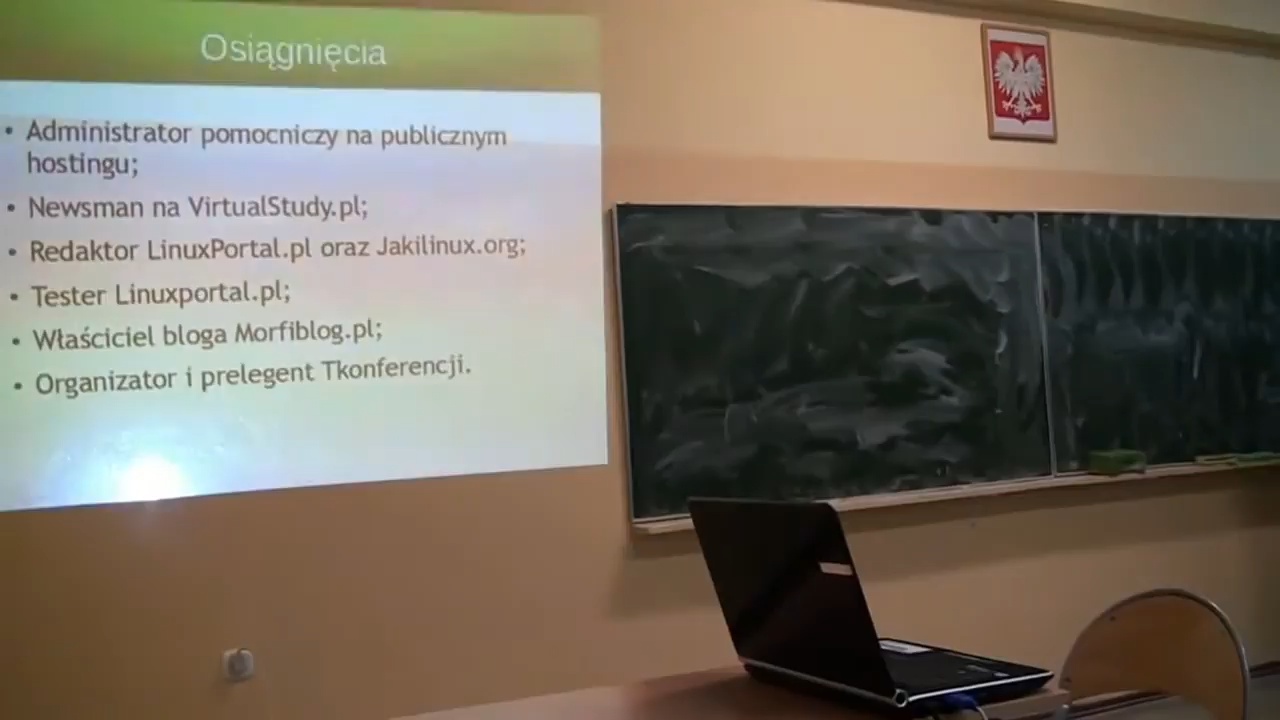 Osiągnięcia
• Administrator pomocniczy na publicznym
hostingu;
• Newsman na VirtualStudy.pl;
• Redaktor LinuxPortal.pl oraz Jakilinux.org;
• Tester Linuxportal.pl;
• Właściciel bloga Morfiblog.pl;
• Organizator i prelegent Tkonferencji.